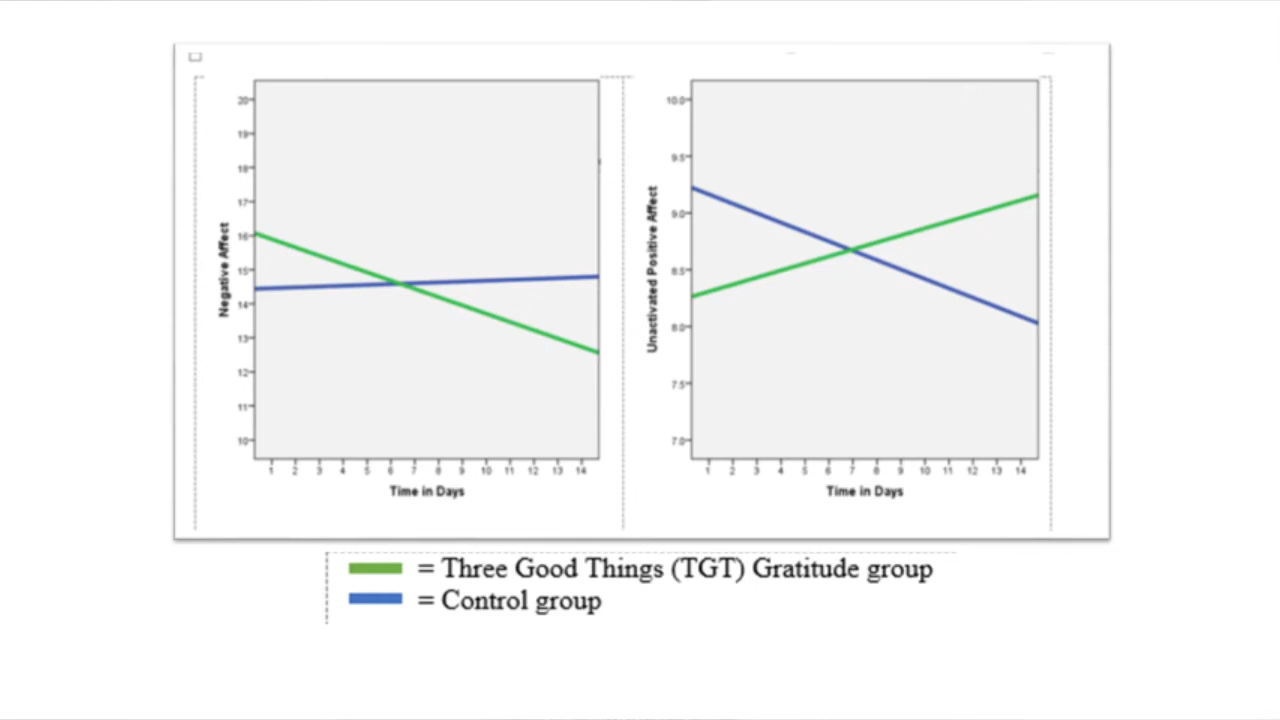 20
19
18
17
16
15
14
13
12
11
10
Negative Affect
1 2 3 4 5 6 7 8 9 10 11 12 13 14
Time in Days
10.0
9.5
9.0
8.5
8.0
7.5
7.0
Unactivated Positive Affect
1 2 3 4 5 6 7 8 9 10 11 12 13 14
Time in Days
= Three Good Things (TGT) Gratitude group
= Control group